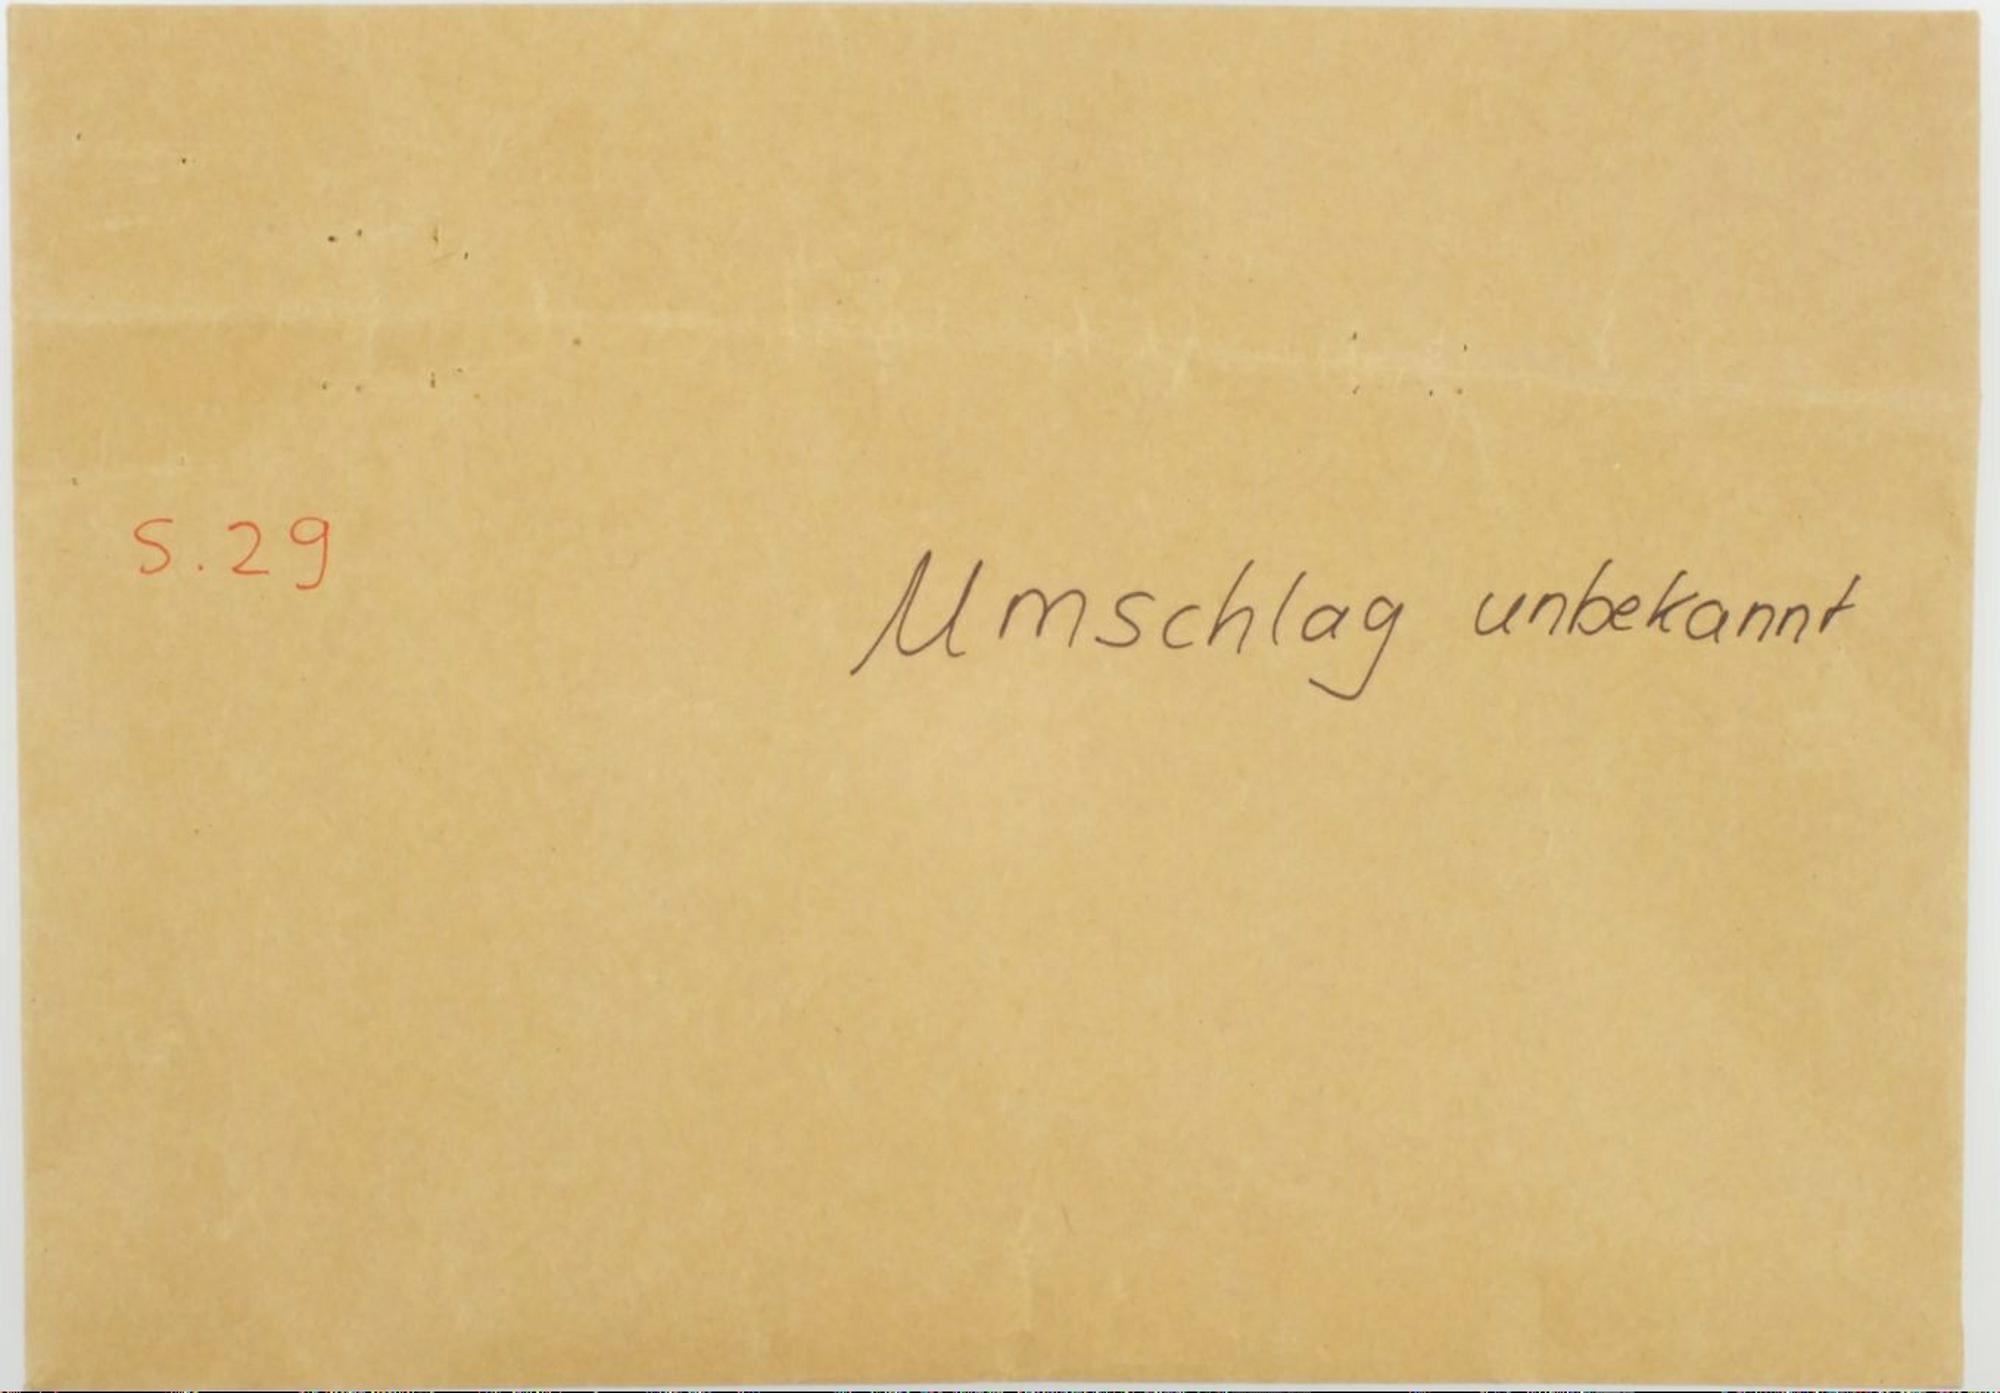 S. 29
Umschlag unbekannt